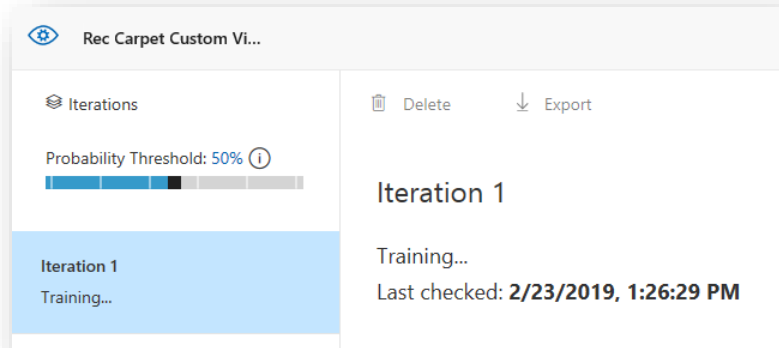 Rec Carpet Custom Vi...
Iterations
Delete
Export
Probability Threshold: 50%
Iteration 1
Training...
Last checked: 2/23/2019, 1:26:29 PM
Iteration 1
Training...